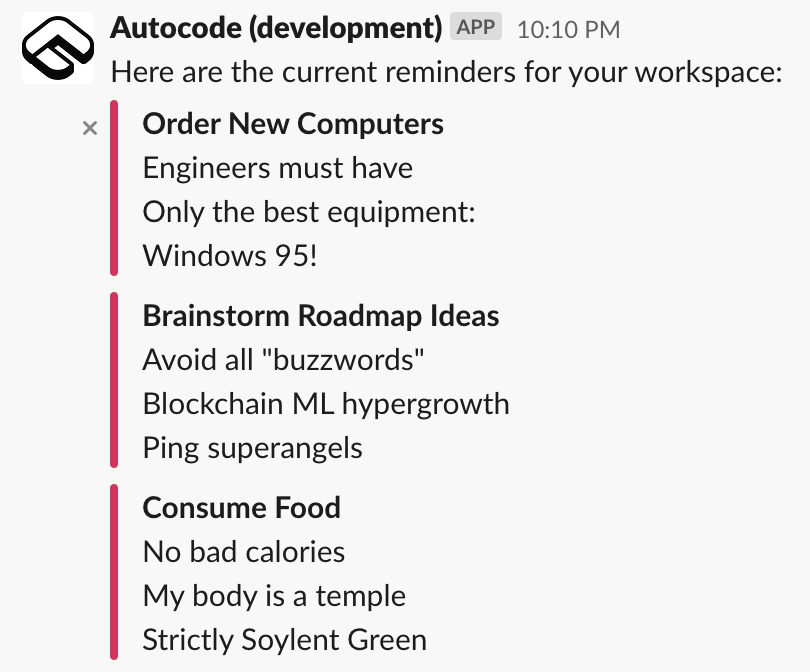 Autocode (development) APP 10:10 PM
Here are the current reminders for your workspace:
Order New Computers
Engineers must have
Only the best equipment:
Windows 95!
Brainstorm Roadmap Ideas
Avoid all "buzzwords"
Blockchain ML hypergrowth
Ping superangels
Consume Food
No bad calories
My body is a temple
Strictly Soylent Green